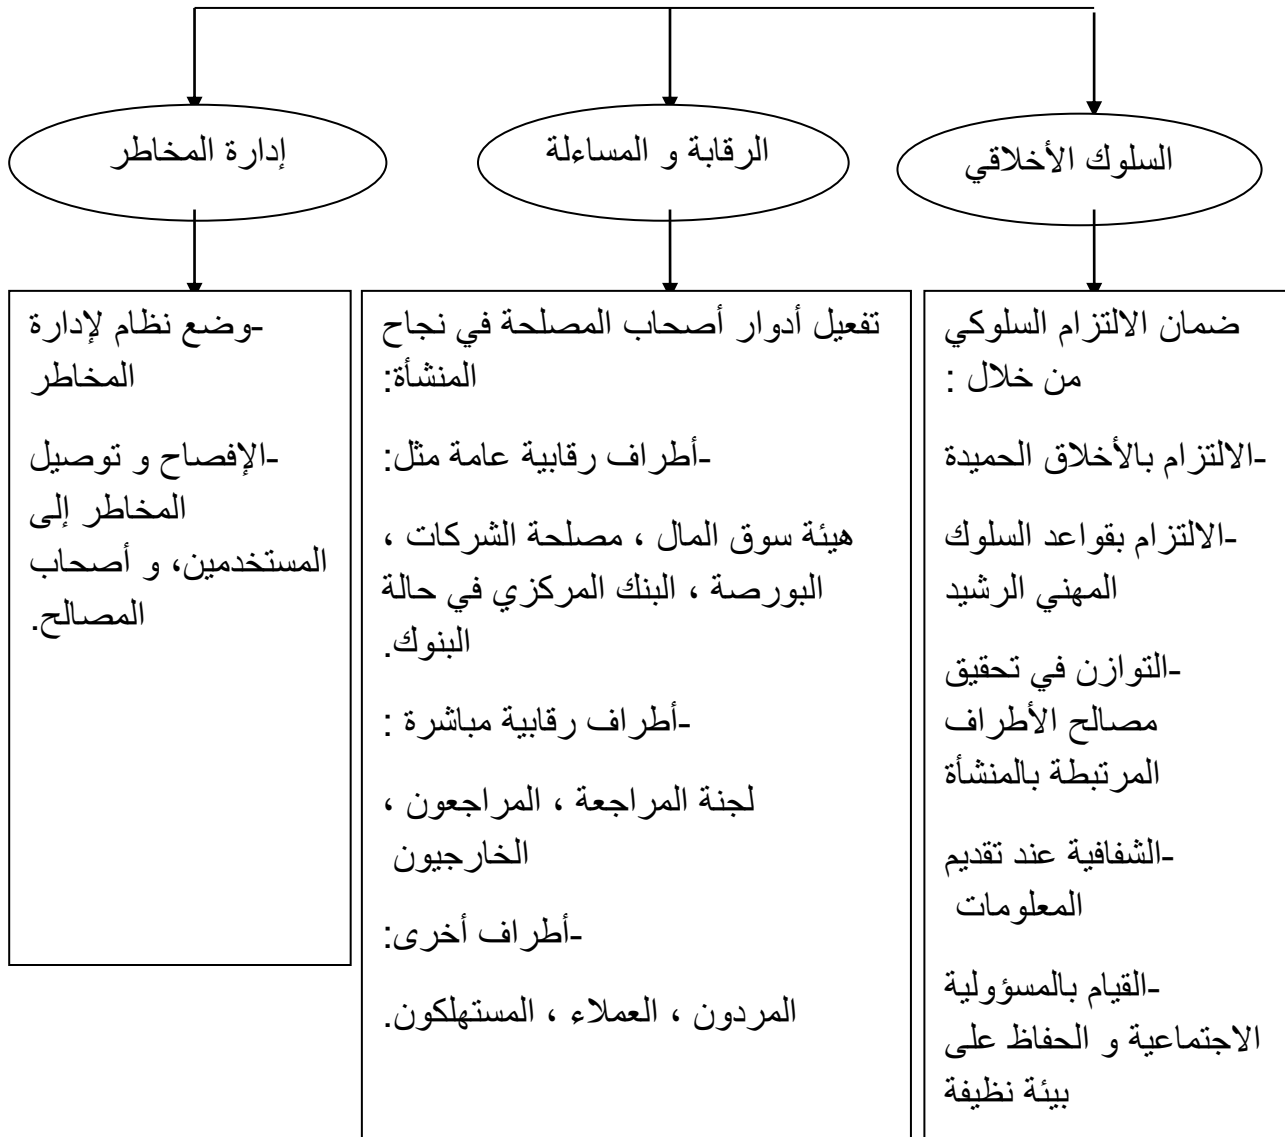 السلوك الأخلاقي
الرقابة و المساءلة
إدارة المخاطر
ضمان الالتزام السلوكي
من خلال :
-الالتزام بالأخلاق الحميدة
-الالتزام بقواعد السلوك
المهني الرشيد
-التوازن في تحقيق
مصالح الأطراف
المرتبطة بالمنشأة
-الشفافية عند تقديم
المعلومات
-القيام بالمسؤولية
الاجتماعية و الحفاظ على
بيئة نظيفة
تفعيل أدوار أصحاب المصلحة في نجاح
المنشأة:
-أطراف رقابية عامة مثل:
هيئة سوق المال ، مصلحة الشركات ،
البورصة ، البنك المركزي في حالة
البنوك.
-أطراف رقابية مباشرة :
لجنة المراجعة ، المراجعون ،
الخارجيون
-أطراف أخرى:
المردون ، العملاء ، المستهلكون.
-وضع نظام لإدارة
المخاطر
-الإفصاح و توصيل
المخاطر إلى
المستخدمين، و أصحاب
المصالح.